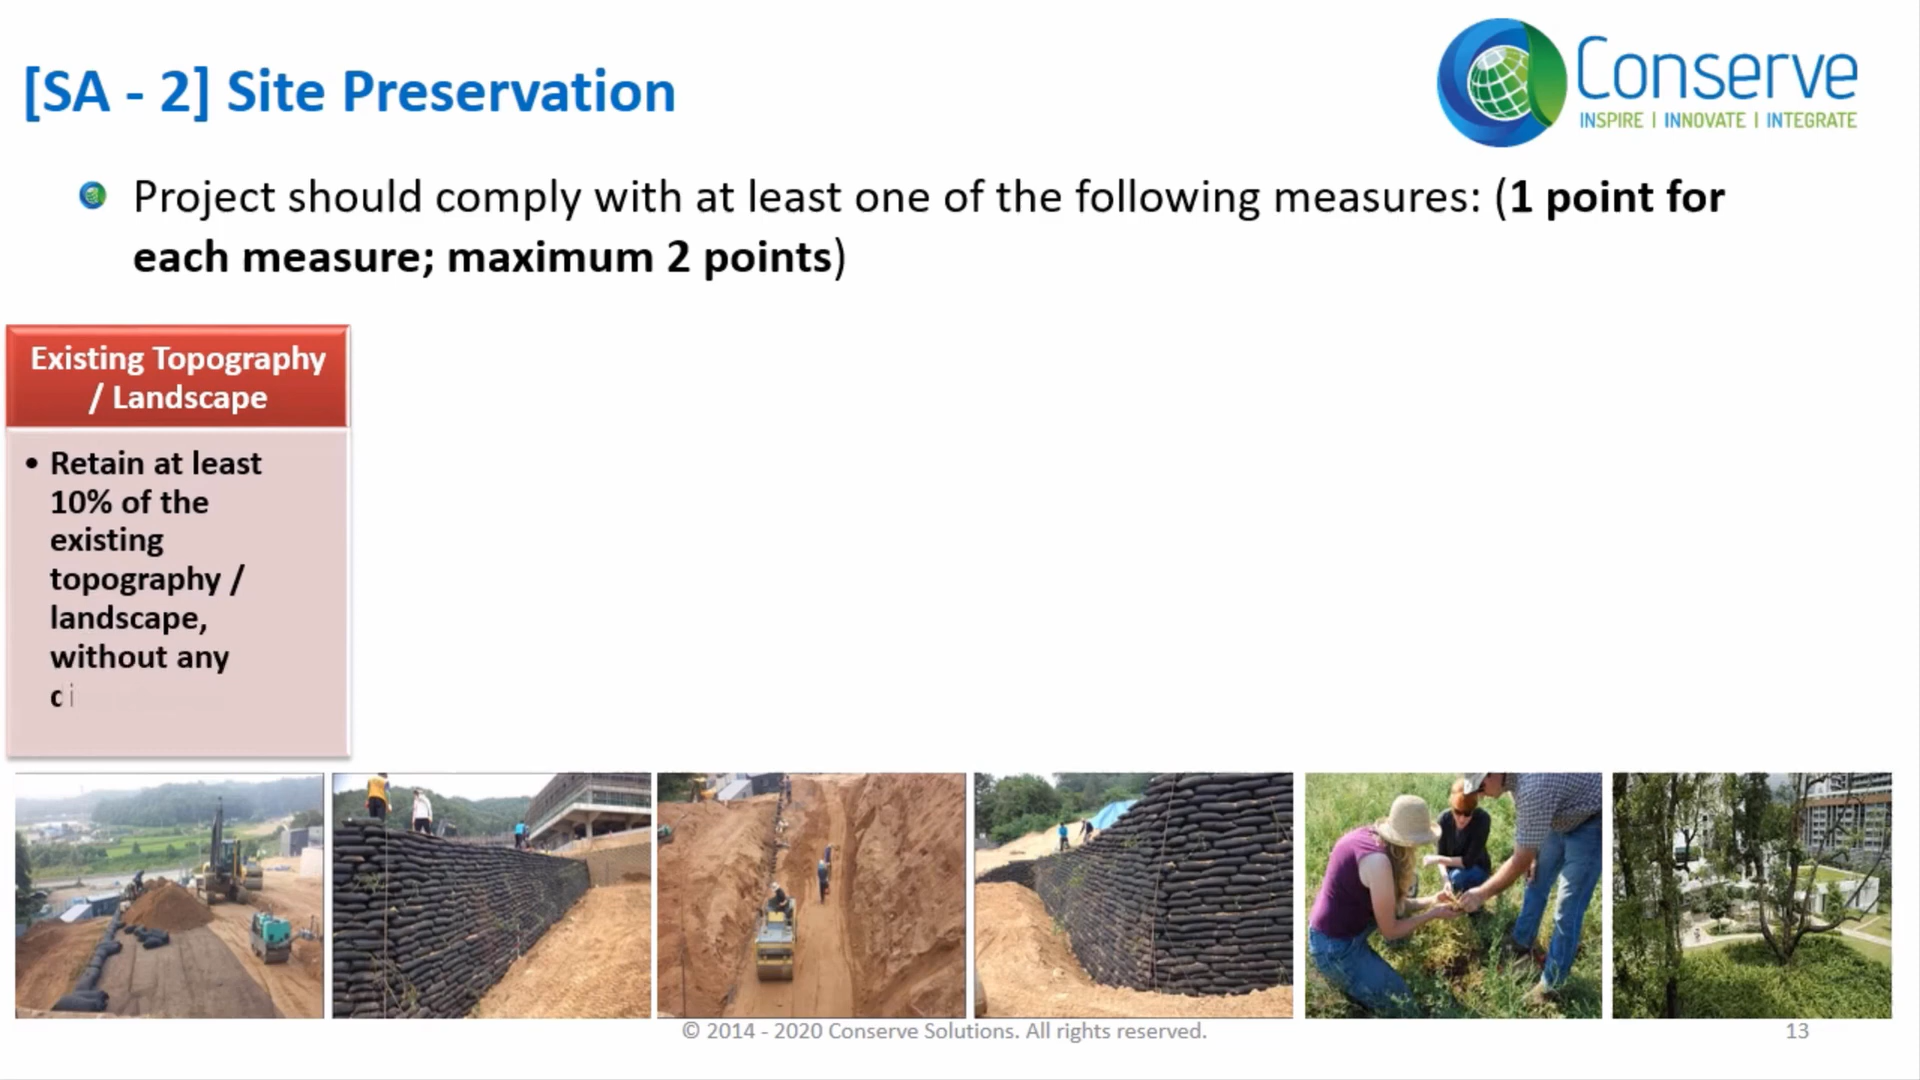 [SA - 2] Site Preservation
Conserve
INSPIRE | INNOVATE | INTEGRATE
Project should comply with at least one of the following measures: (1 point for
each measure; maximum 2 points)
Existing Topography
/ Landscape
• Retain at least
10% of the
existing
topography /
landscape,
without any
© 2014 - 2020 Conserve Solutions. All rights reserved.
13